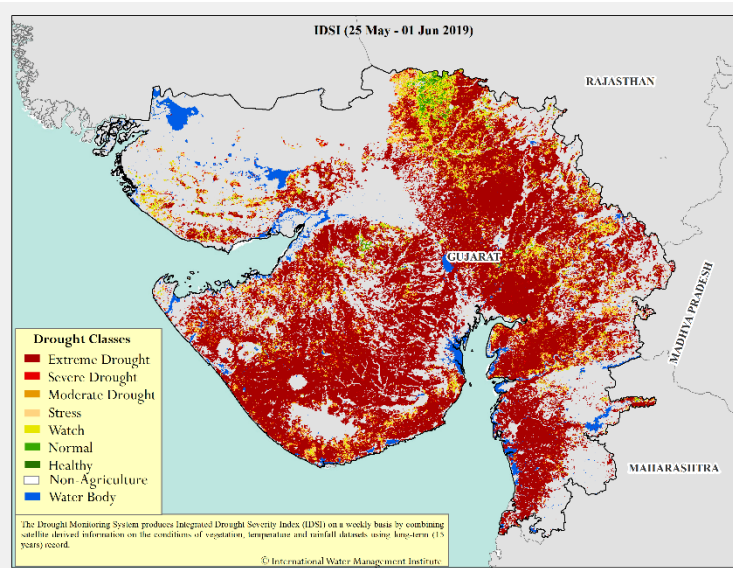 IDSI (25 May - 01 Jun 2019)
RAJASTHAN
GUJARAT
MADHYA PRADESH
MAHARASHTRA
Drought Classes
Extreme Drought
Severe Drought
Moderate Drought
Stress
Watch
Normal
Healthy
Non-Agriculture
Water Body
The Drought Monitoring System produces Integrated Drought Severity Index (IDSI) on a weekly basis by combining
satellite derived information on the conditions of vegetation, temperature and rainfall datasets using long-term (15
years) record.
© International Water Management Institute